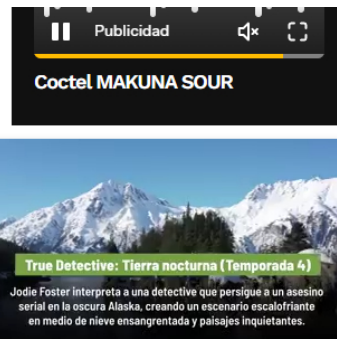 Publicidad
Coctel MAKUNA SOUR
True Detective: Tierra nocturna (Temporada 4)
Jodie Foster interpreta a una detective que persigue a un asesino
serial en la oscura Alaska, creando un escenario escalofriante
en medio de nieve ensangrentada y paisajes inquietantes.